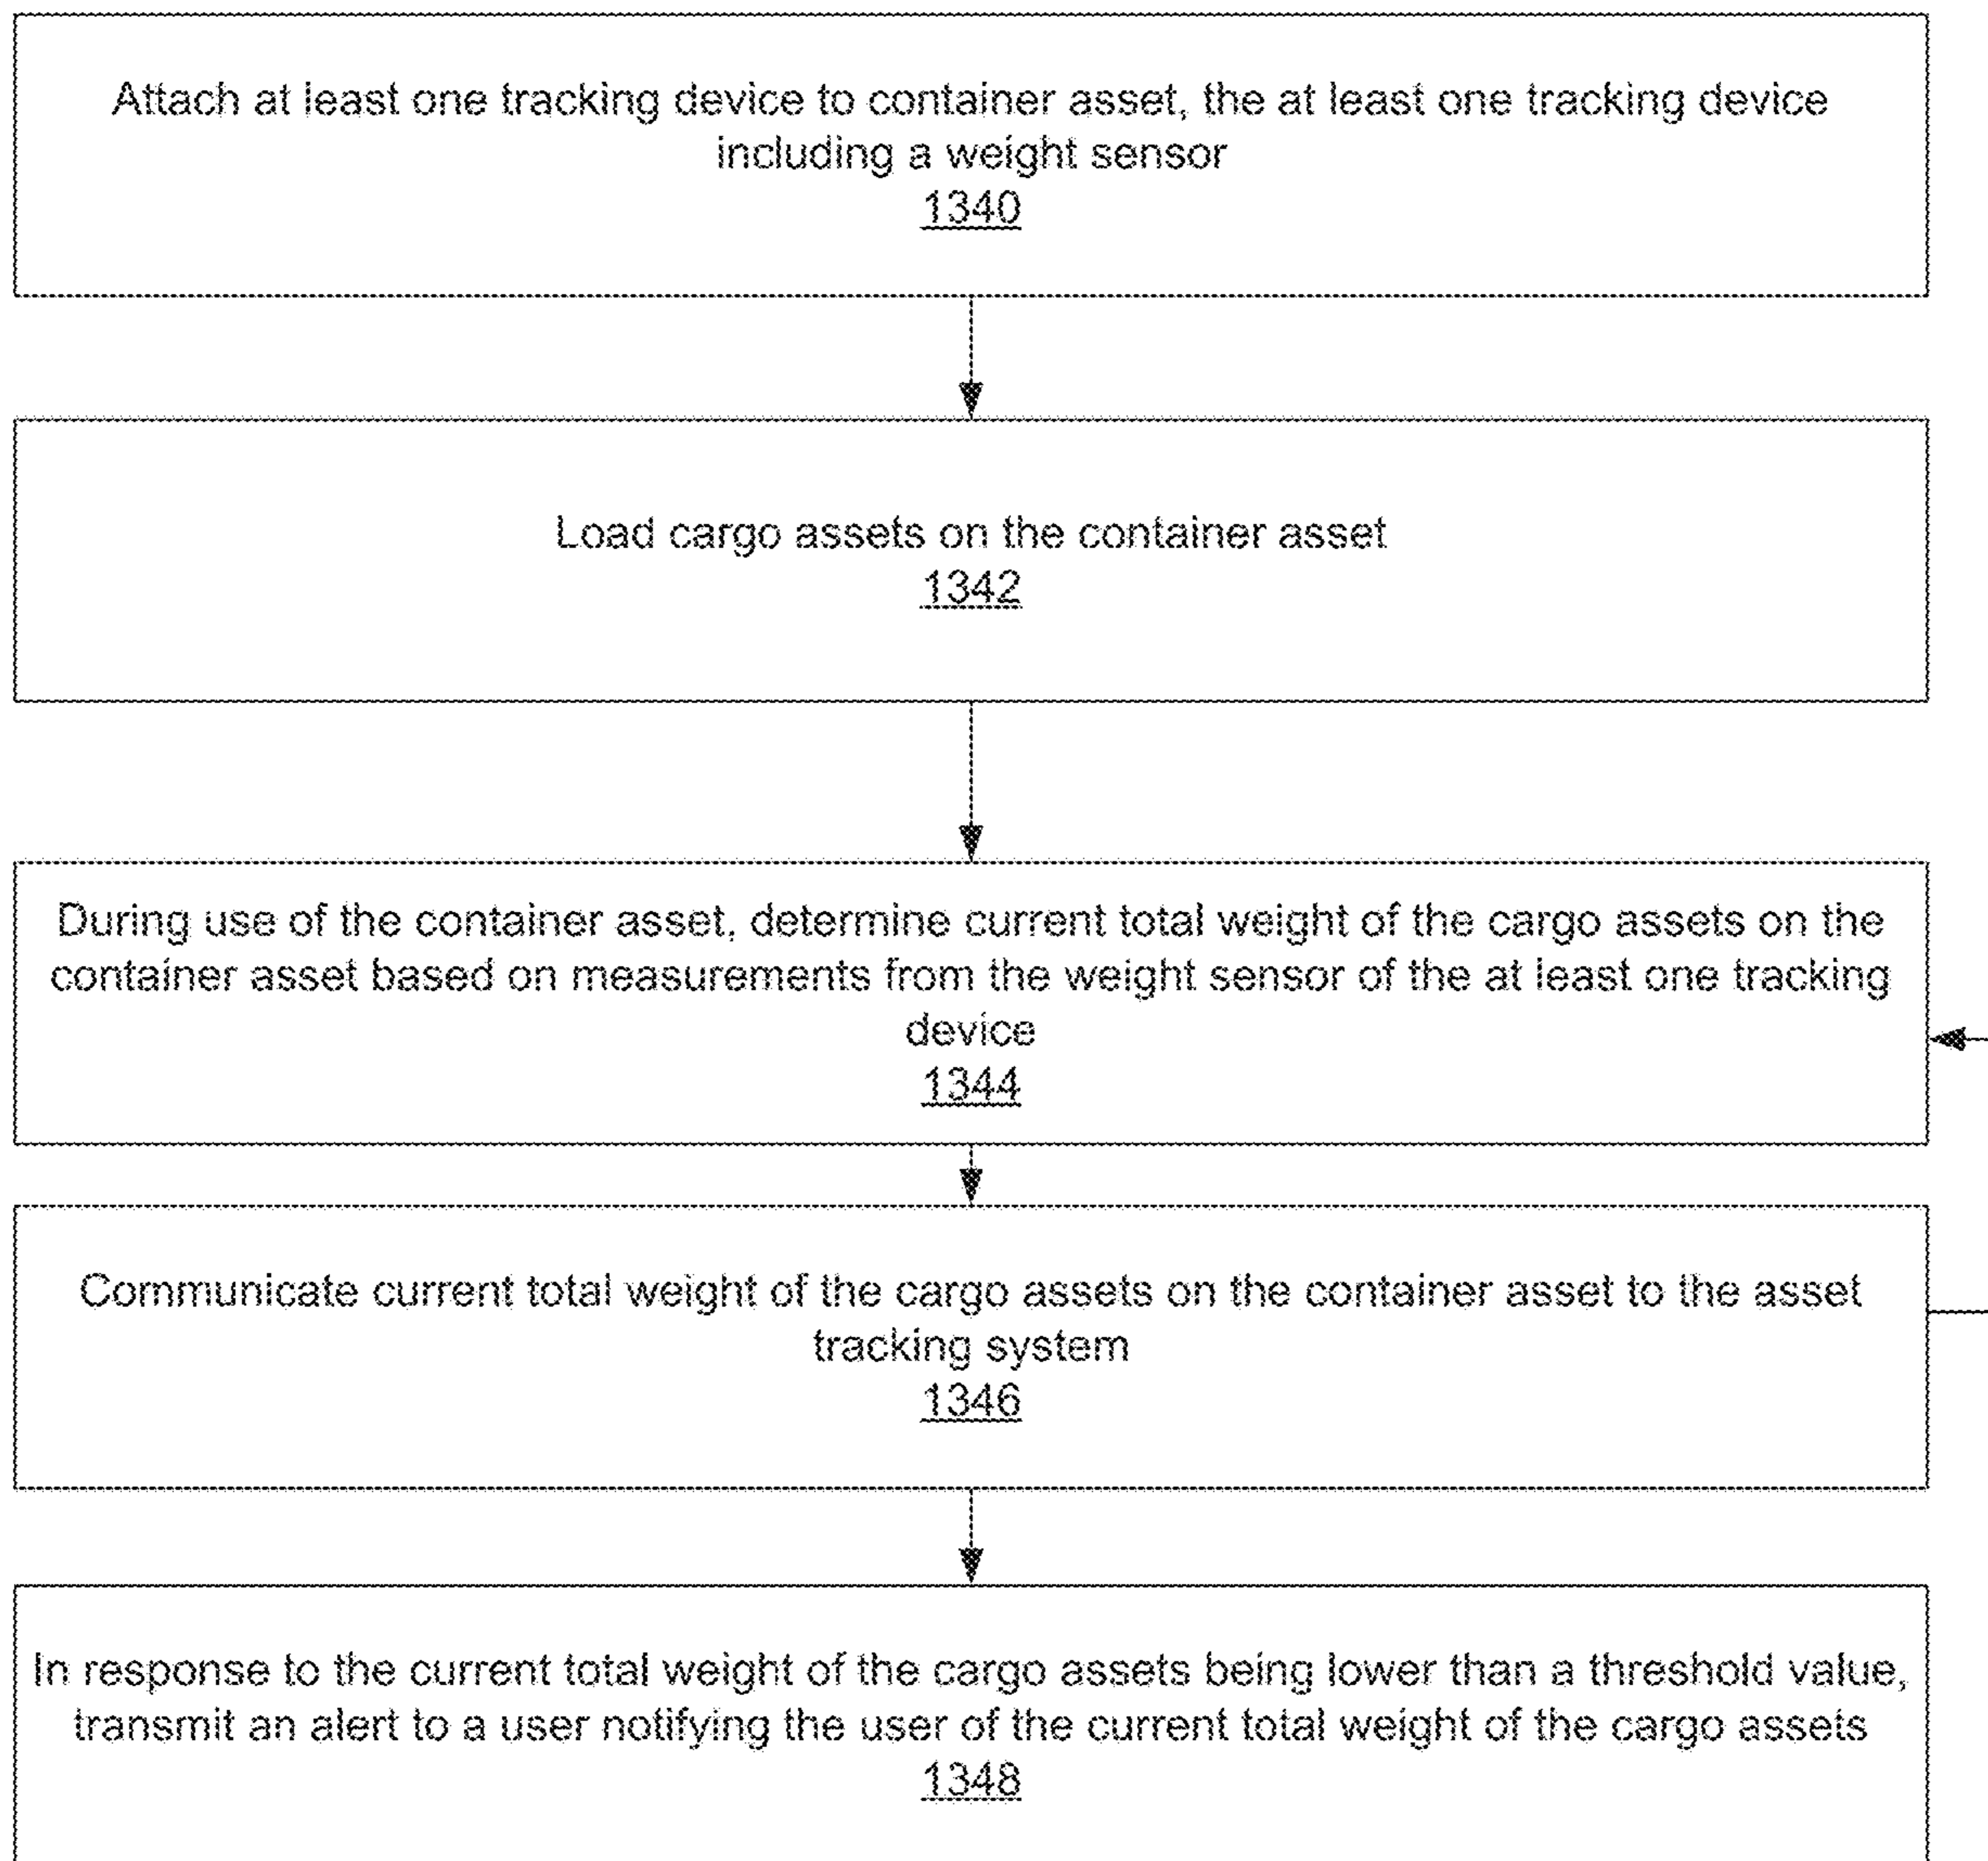 Attach at least one tracking device to container asset, the at least one tracking device
including a weight sensor
1340
Load cargo assets on the container asset
1342
During use of the container asset, determine current total weight of the cargo assets on the
container asset based on measurements from the weight sensor of the at least one tracking
device
1344
Communicate current total weight of the cargo assets on the container asset to the asset
tracking system
1346
In response to the current total weight of the cargo assets being lower than a threshold value,
transmit an alert to a user notifying the user of the current total weight of the cargo assets
1348